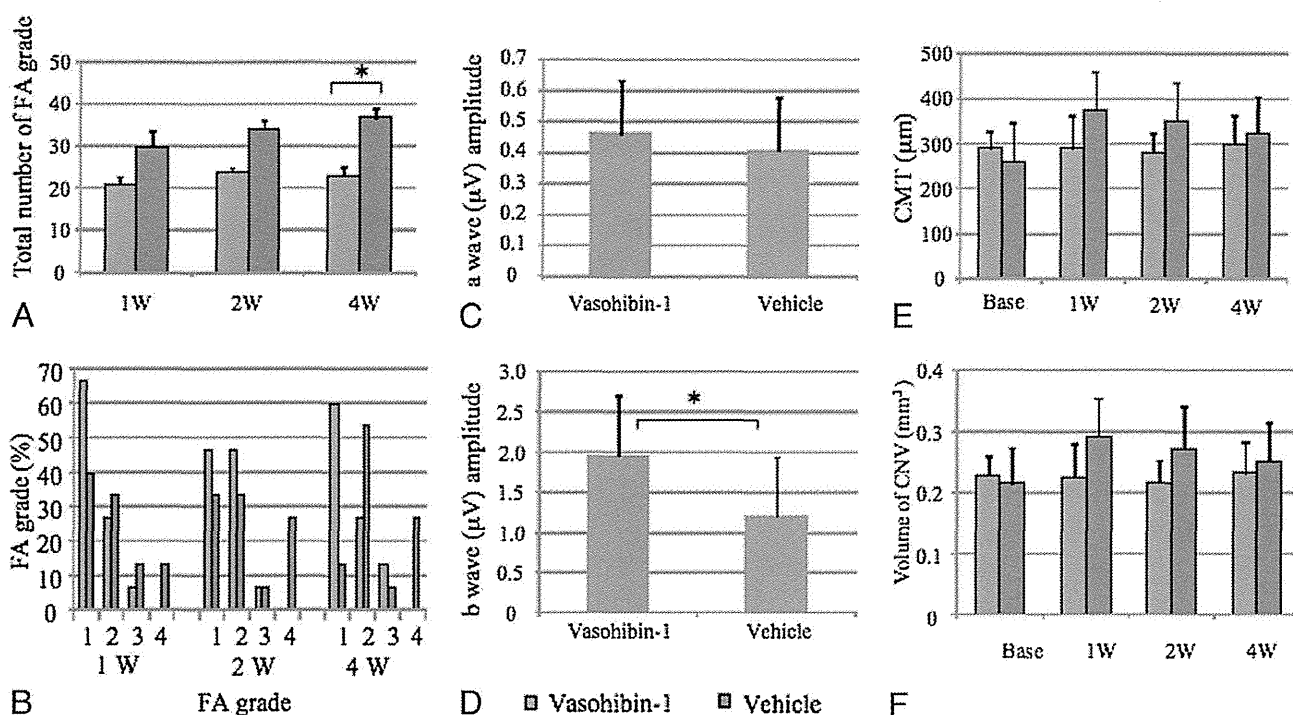 Total number of FA grade
50
40
30
20
10
0
*
1W 2W 4W
A
a wave (μV) amplitude
0.7
0.6
0.5
0.4
0.3
0.2
0.1
0
Vasohibin-1 Vehicle
C
CMT (μm)
500
400
300
200
100
0
Base 1W 2W 4W
E
FA grade (%)
70
60
50
40
30
20
10
0
1 2 3 4 1 2 3 4 1 2 3 4
1 W 2 W 4 W
FA grade
B
b wave (μV) amplitude
3.0
2.5
2.0
1.5
1.0
0.5
0
*
Vasohibin-1 Vehicle
D
Vasohibin-1 Vehicle
Volume of CNV (mm³)
0.4
0.3
0.2
0.1
0
Base 1W 2W 4W
F